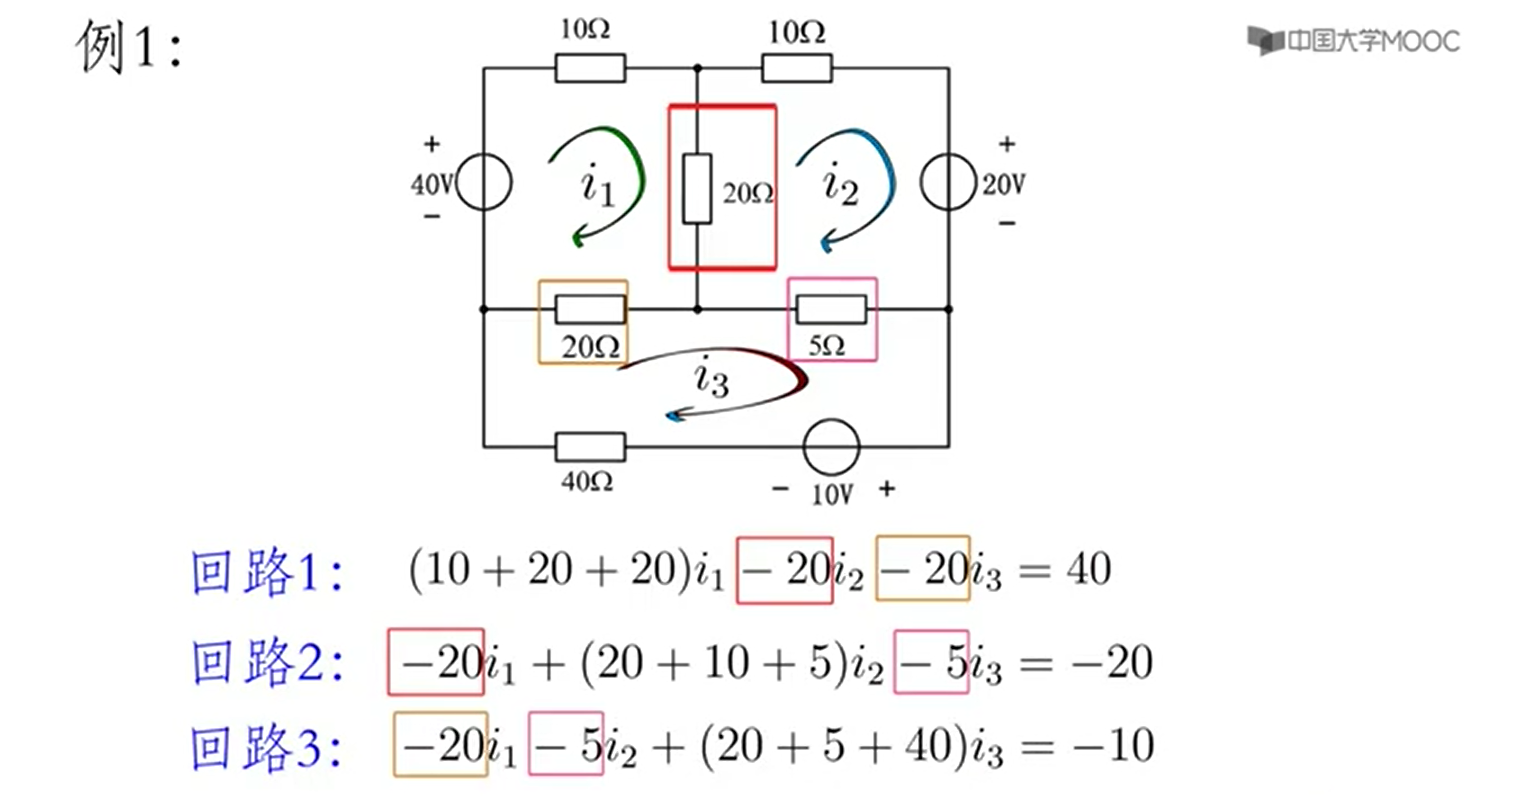 例1:
中国大学MOOC
10Ω 10Ω
+ +
40V i₁ 20Ω i₂ 20V
− −
20Ω 5Ω
i₃
40Ω − 10V +
回路1: (10 + 20 + 20)i₁ − 20i₂ − 20i₃ = 40
回路2: −20i₁ + (20 + 10 + 5)i₂ − 5i₃ = −20
回路3: −20i₁ − 5i₂ + (20 + 5 + 40)i₃ = −10